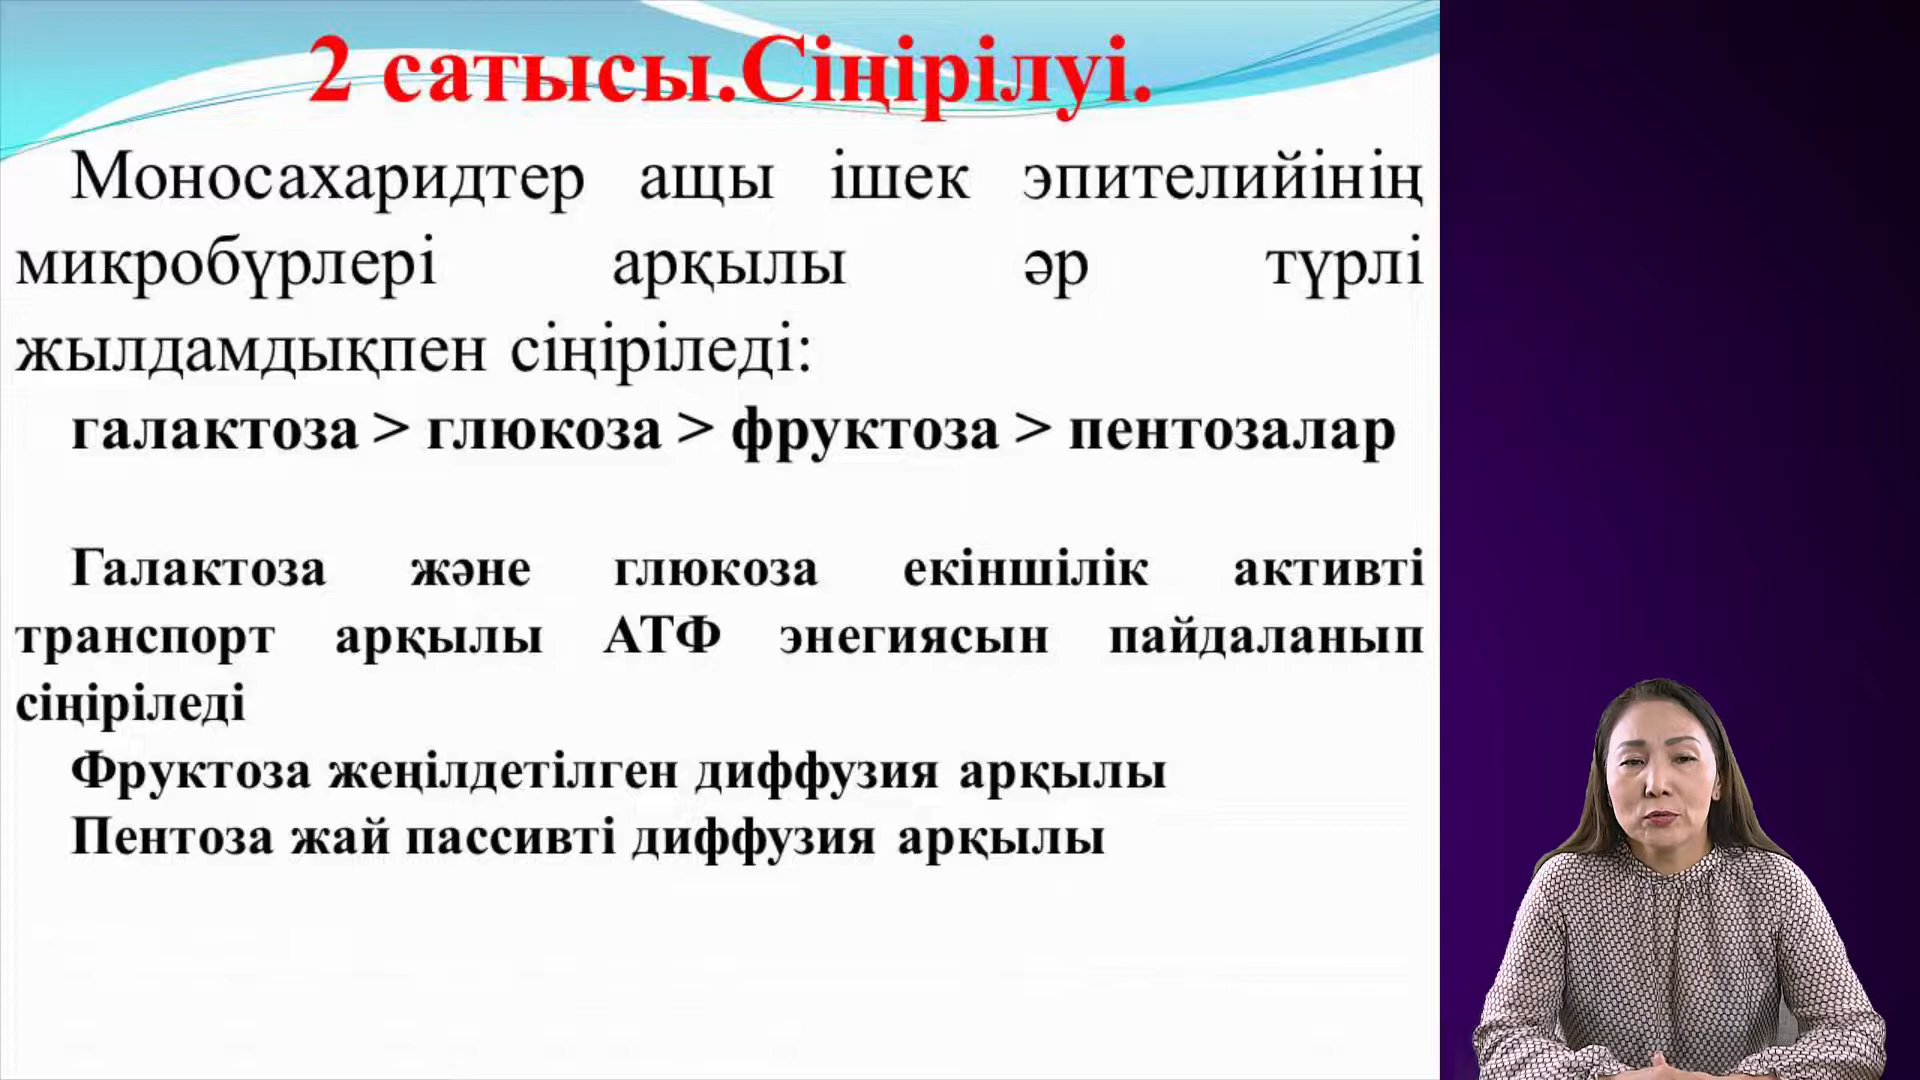 2 сатысы.Сіңірілуі.
Моносахаридтер ащы ішек эпителийінің
микробүрлері арқылы әр түрлі
жылдамдықпен сіңіріледі:
галактоза > глюкоза > фруктоза > пентозалар
Галактоза және глюкоза екіншілік активті
транспорт арқылы АТФ энегиясын пайдаланып
сіңіріледі
Фруктоза жеңілдетілген диффузия арқылы
Пентоза жай пассивті диффузия арқылы